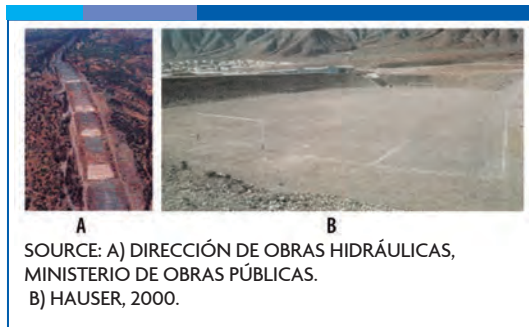 A
B
SOURCE: A) DIRECCIÓN DE OBRAS HIDRÁULICAS,
MINISTERIO DE OBRAS PÚBLICAS.
B) HAUSER, 2000.